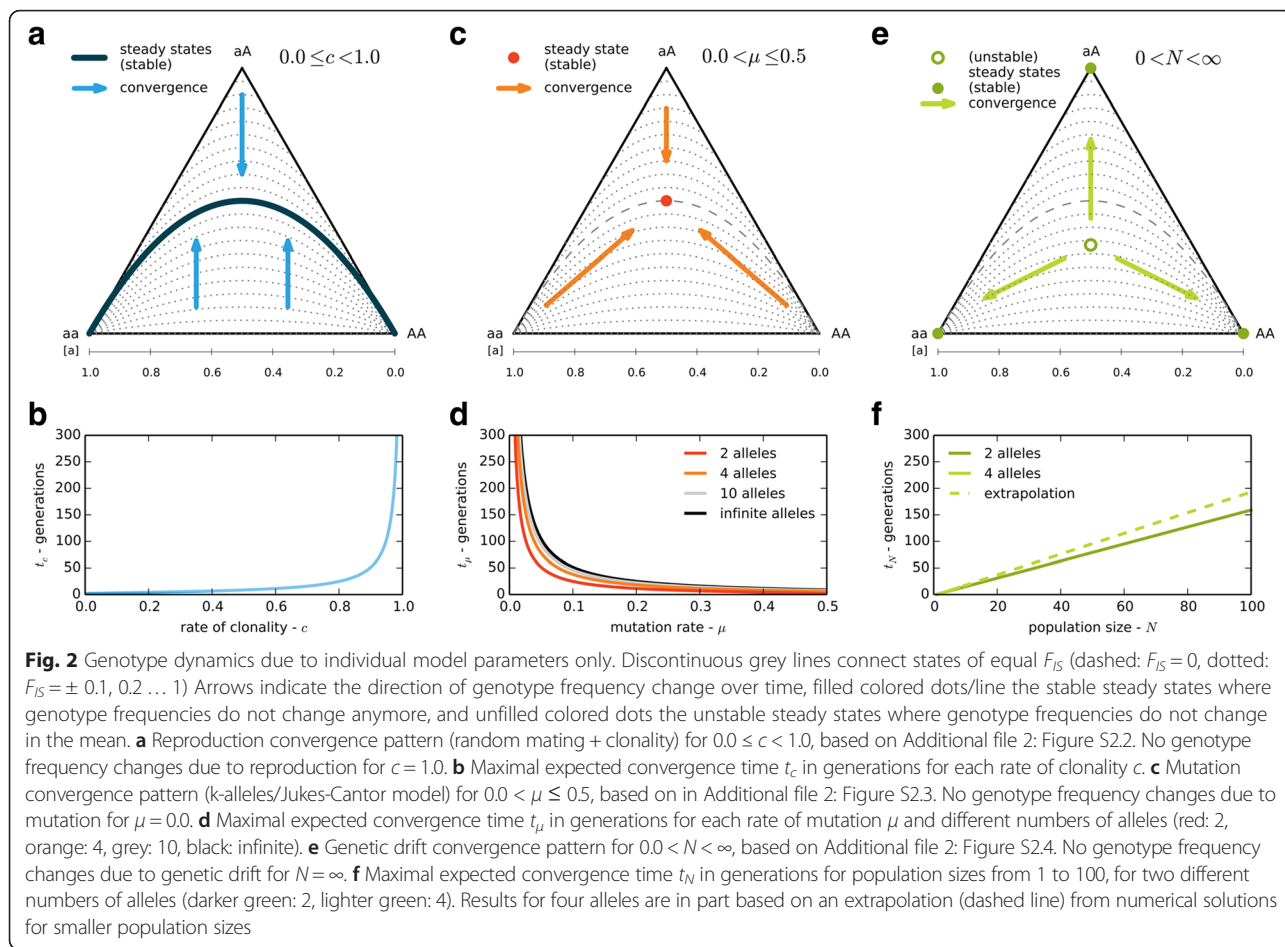 a
steady states
(stable)
convergence
0.0 ≤c <1.0
aA
aa
AA
[a]
1.0 0.8 0.6 0.4 0.2 0.0
c
steady state
(stable)
convergence
0.0 <μ ≤0.5
aA
aa
AA
1.0 0.8 0.6 0.4 0.2 0.0
e
(unstable)
steady states
(stable)
convergence
0 <N <∞
aA
aa
AA
[a]
1.0 0.8 0.6 0.4 0.2 0.0
b
300
250
200
150
100
50
0
0.0 0.2 0.4 0.6 0.8 1.0
t_c - generations
rate of clonality - c
d
300
250
200
150
100
50
0
0.0 0.1 0.2 0.3 0.4 0.5
t_μ - generations
mutation rate - μ
2 alleles
4 alleles
10 alleles
infinite alleles
f
300
250
200
150
100
50
0
0 20 40 60 80 100
t_N - generations
population size - N
2 alleles
4 alleles
extrapolation
Fig. 2 Genotype dynamics due to individual model parameters only. Discontinuous grey lines connect states of equal F_IS (dashed: F_IS = 0, dotted:
F_IS = ± 0.1, 0.2 … 1) Arrows indicate the direction of genotype frequency change over time, filled colored dots/line the stable steady states where
genotype frequencies do not change anymore, and unfilled colored dots the unstable steady states where genotype frequencies do not change
in the mean. a Reproduction convergence pattern (random mating + clonality) for 0.0 ≤ c < 1.0, based on Additional file 2: Figure S2.2. No genotype
frequency changes due to reproduction for c = 1.0. b Maximal expected convergence time t_c in generations for each rate of clonality c. c Mutation
convergence pattern (k-alleles/Jukes-Cantor model) for 0.0 < μ ≤ 0.5, based on in Additional file 2: Figure S2.3. No genotype frequency changes due to
mutation for μ = 0.0. d Maximal expected convergence time t_μ in generations for each rate of mutation μ and different numbers of alleles (red: 2,
orange: 4, grey: 10, black: infinite). e Genetic drift convergence pattern for 0.0 < N < ∞, based on Additional file 2: Figure S2.4. No genotype frequency
changes due to genetic drift for N = ∞. f Maximal expected convergence time t_N in generations for population sizes from 1 to 100, for two different
numbers of alleles (darker green: 2, lighter green: 4). Results for four alleles are in part based on an extrapolation (dashed line) from numerical solutions
for smaller population sizes